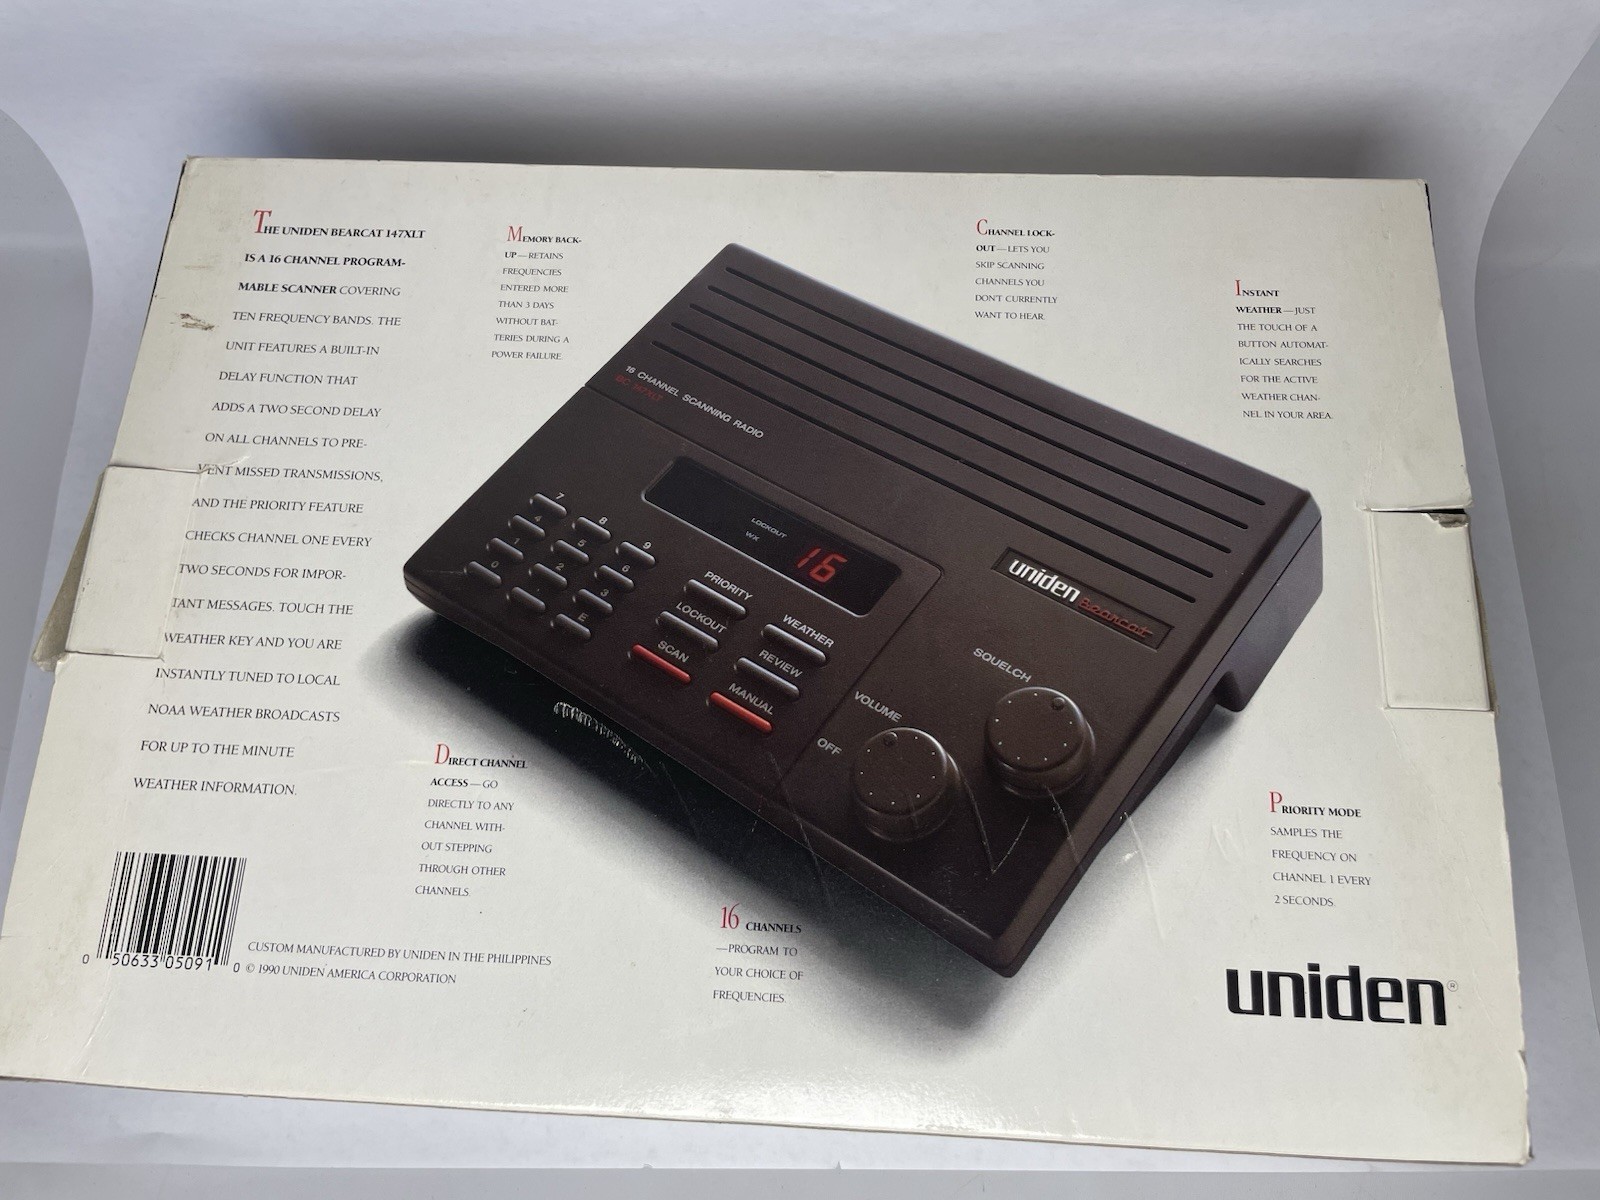 THE UNIDEN BEARCAT 147XLT
IS A 16 CHANNEL PROGRAM-
MABLE SCANNER COVERING
TEN FREQUENCY BANDS. THE
UNIT FEATURES A BUILT-IN
DELAY FUNCTION THAT
ADDS A TWO SECOND DELAY
ON ALL CHANNELS TO PRE-
VENT MISSED TRANSMISSIONS,
AND THE PRIORITY FEATURE
CHECKS CHANNEL ONE EVERY
TWO SECONDS FOR IMPOR-
TANT MESSAGES. TOUCH THE
WEATHER KEY AND YOU ARE
INSTANTLY TUNED TO LOCAL
NOAA WEATHER BROADCASTS
FOR UP TO THE MINUTE
WEATHER INFORMATION.
MEMORY BACK-
UP — RETAINS
FREQUENCIES
ENTERED MORE
THAN 3 DAYS
WITHOUT BAT-
TERIES DURING A
POWER FAILURE.
CHANNEL LOCK-
OUT — LETS YOU
SKIP SCANNING
CHANNELS YOU
DON'T CURRENTLY
WANT TO HEAR.
INSTANT
WEATHER — JUST
THE TOUCH OF A
BUTTON AUTOMAT-
ICALLY SEARCHES
FOR THE ACTIVE
WEATHER CHAN-
NEL IN YOUR AREA.
16 CHANNEL SCANNING RADIO
BC 147XLT
LOCKOUT
WX
16
7
8
9
4
5
6
1
2
3
0
.
E
PRIORITY
LOCKOUT
SCAN
WEATHER
REVIEW
MANUAL
uniden Bearcat
SQUELCH
VOLUME
OFF
DIRECT CHANNEL
ACCESS — GO
DIRECTLY TO ANY
CHANNEL WITH-
OUT STEPPING
THROUGH OTHER
CHANNELS.
16 CHANNELS
— PROGRAM TO
YOUR CHOICE OF
FREQUENCIES.
PRIORITY MODE
SAMPLES THE
FREQUENCY ON
CHANNEL 1 EVERY
2 SECONDS.
0 50633 05091 0
CUSTOM MANUFACTURED BY UNIDEN IN THE PHILIPPINES
© 1990 UNIDEN AMERICA CORPORATION
uniden®